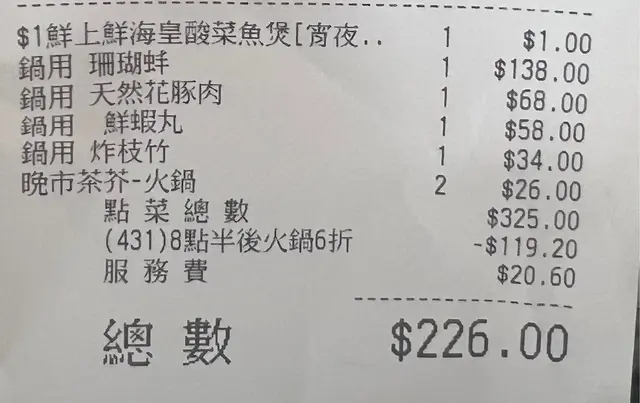 $1鮮上鮮海皇酸菜魚煲[宵夜.. 1 $1.00
鍋用 珊瑚蚌 1 $138.00
鍋用 天然花豚肉 1 $68.00
鍋用 鮮蝦丸 1 $58.00
鍋用 炸枝竹 1 $34.00
晚市茶芥-火鍋 2 $26.00
點菜總數 $325.00
(431)8點半後火鍋6折 -$119.20
服務費 $20.60
總數 $226.00